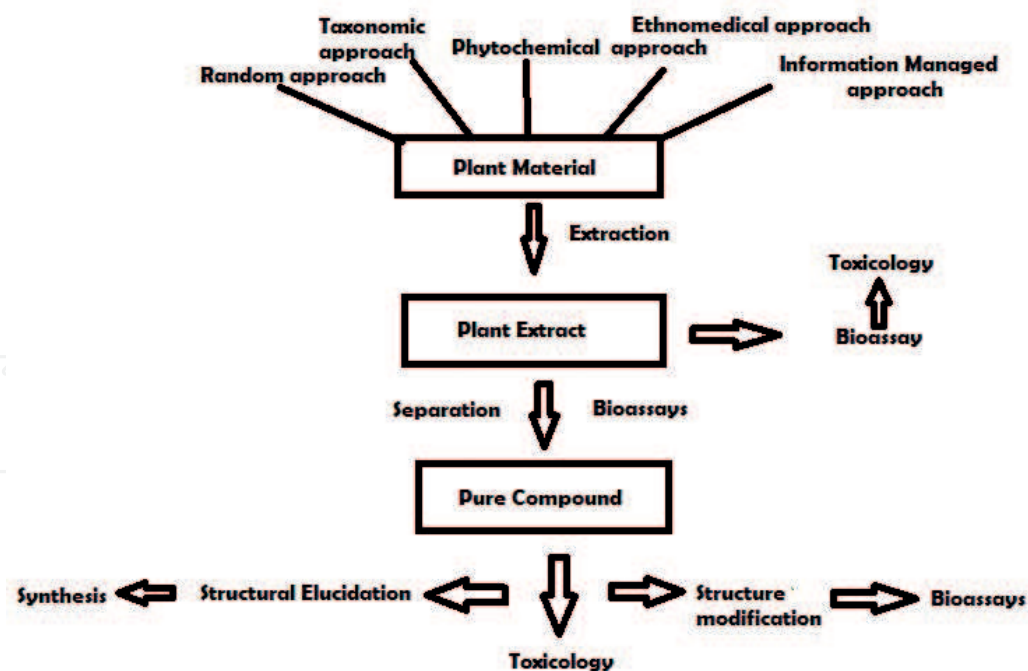 Taxonomic
approach
Phytochemical approach
Ethnomedical approach
Random approach
Information Managed
approach
Plant Material
Extraction
Toxicology
Plant Extract
Bioassay
Separation
Bioassays
Pure Compound
Synthesis
Structural Elucidation
Structure
modification
Bioassays
Toxicology